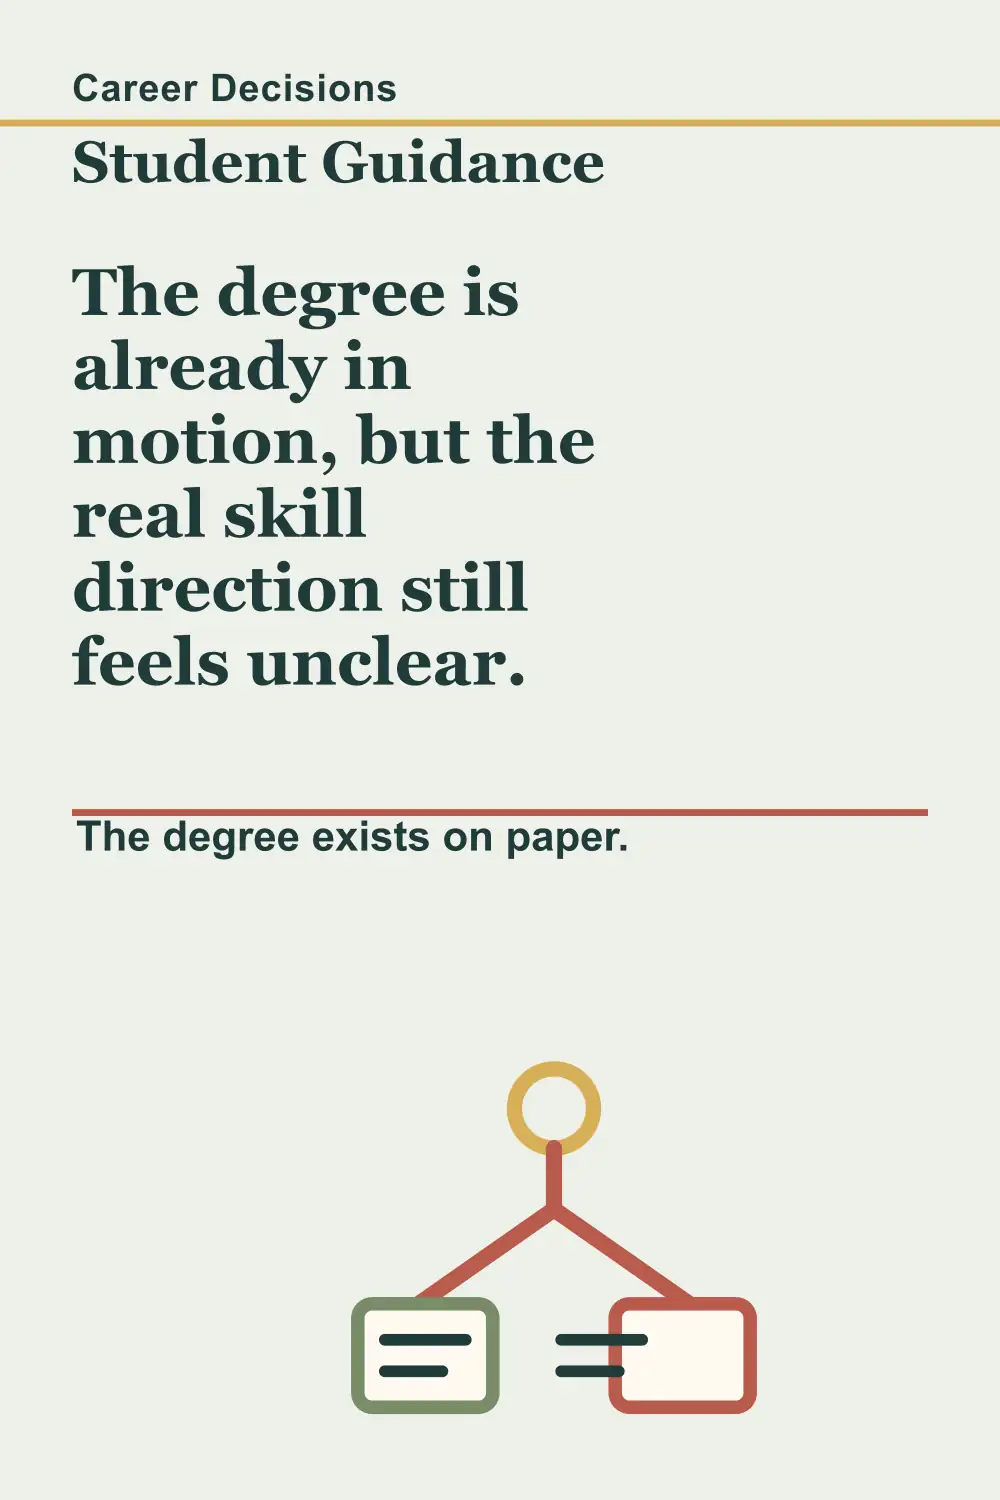 Career Decisions
Student Guidance
The degree is
already in
motion, but the
real skill
direction still
feels unclear.
The degree exists on paper.